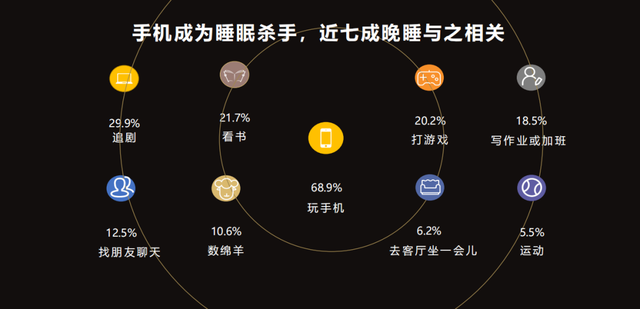 手机成为睡眠杀手，近七成晚睡与之相关
29.9%
追剧
21.7%
看书
20.2%
打游戏
18.5%
写作业或加班
68.9%
玩手机
12.5%
找朋友聊天
10.6%
数绵羊
6.2%
去客厅坐一会儿
5.5%
运动